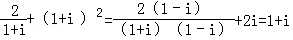 2/(1+i) + (1+i)² = 2(1-i)/((1+i)(1-i)) + 2i = 1+i